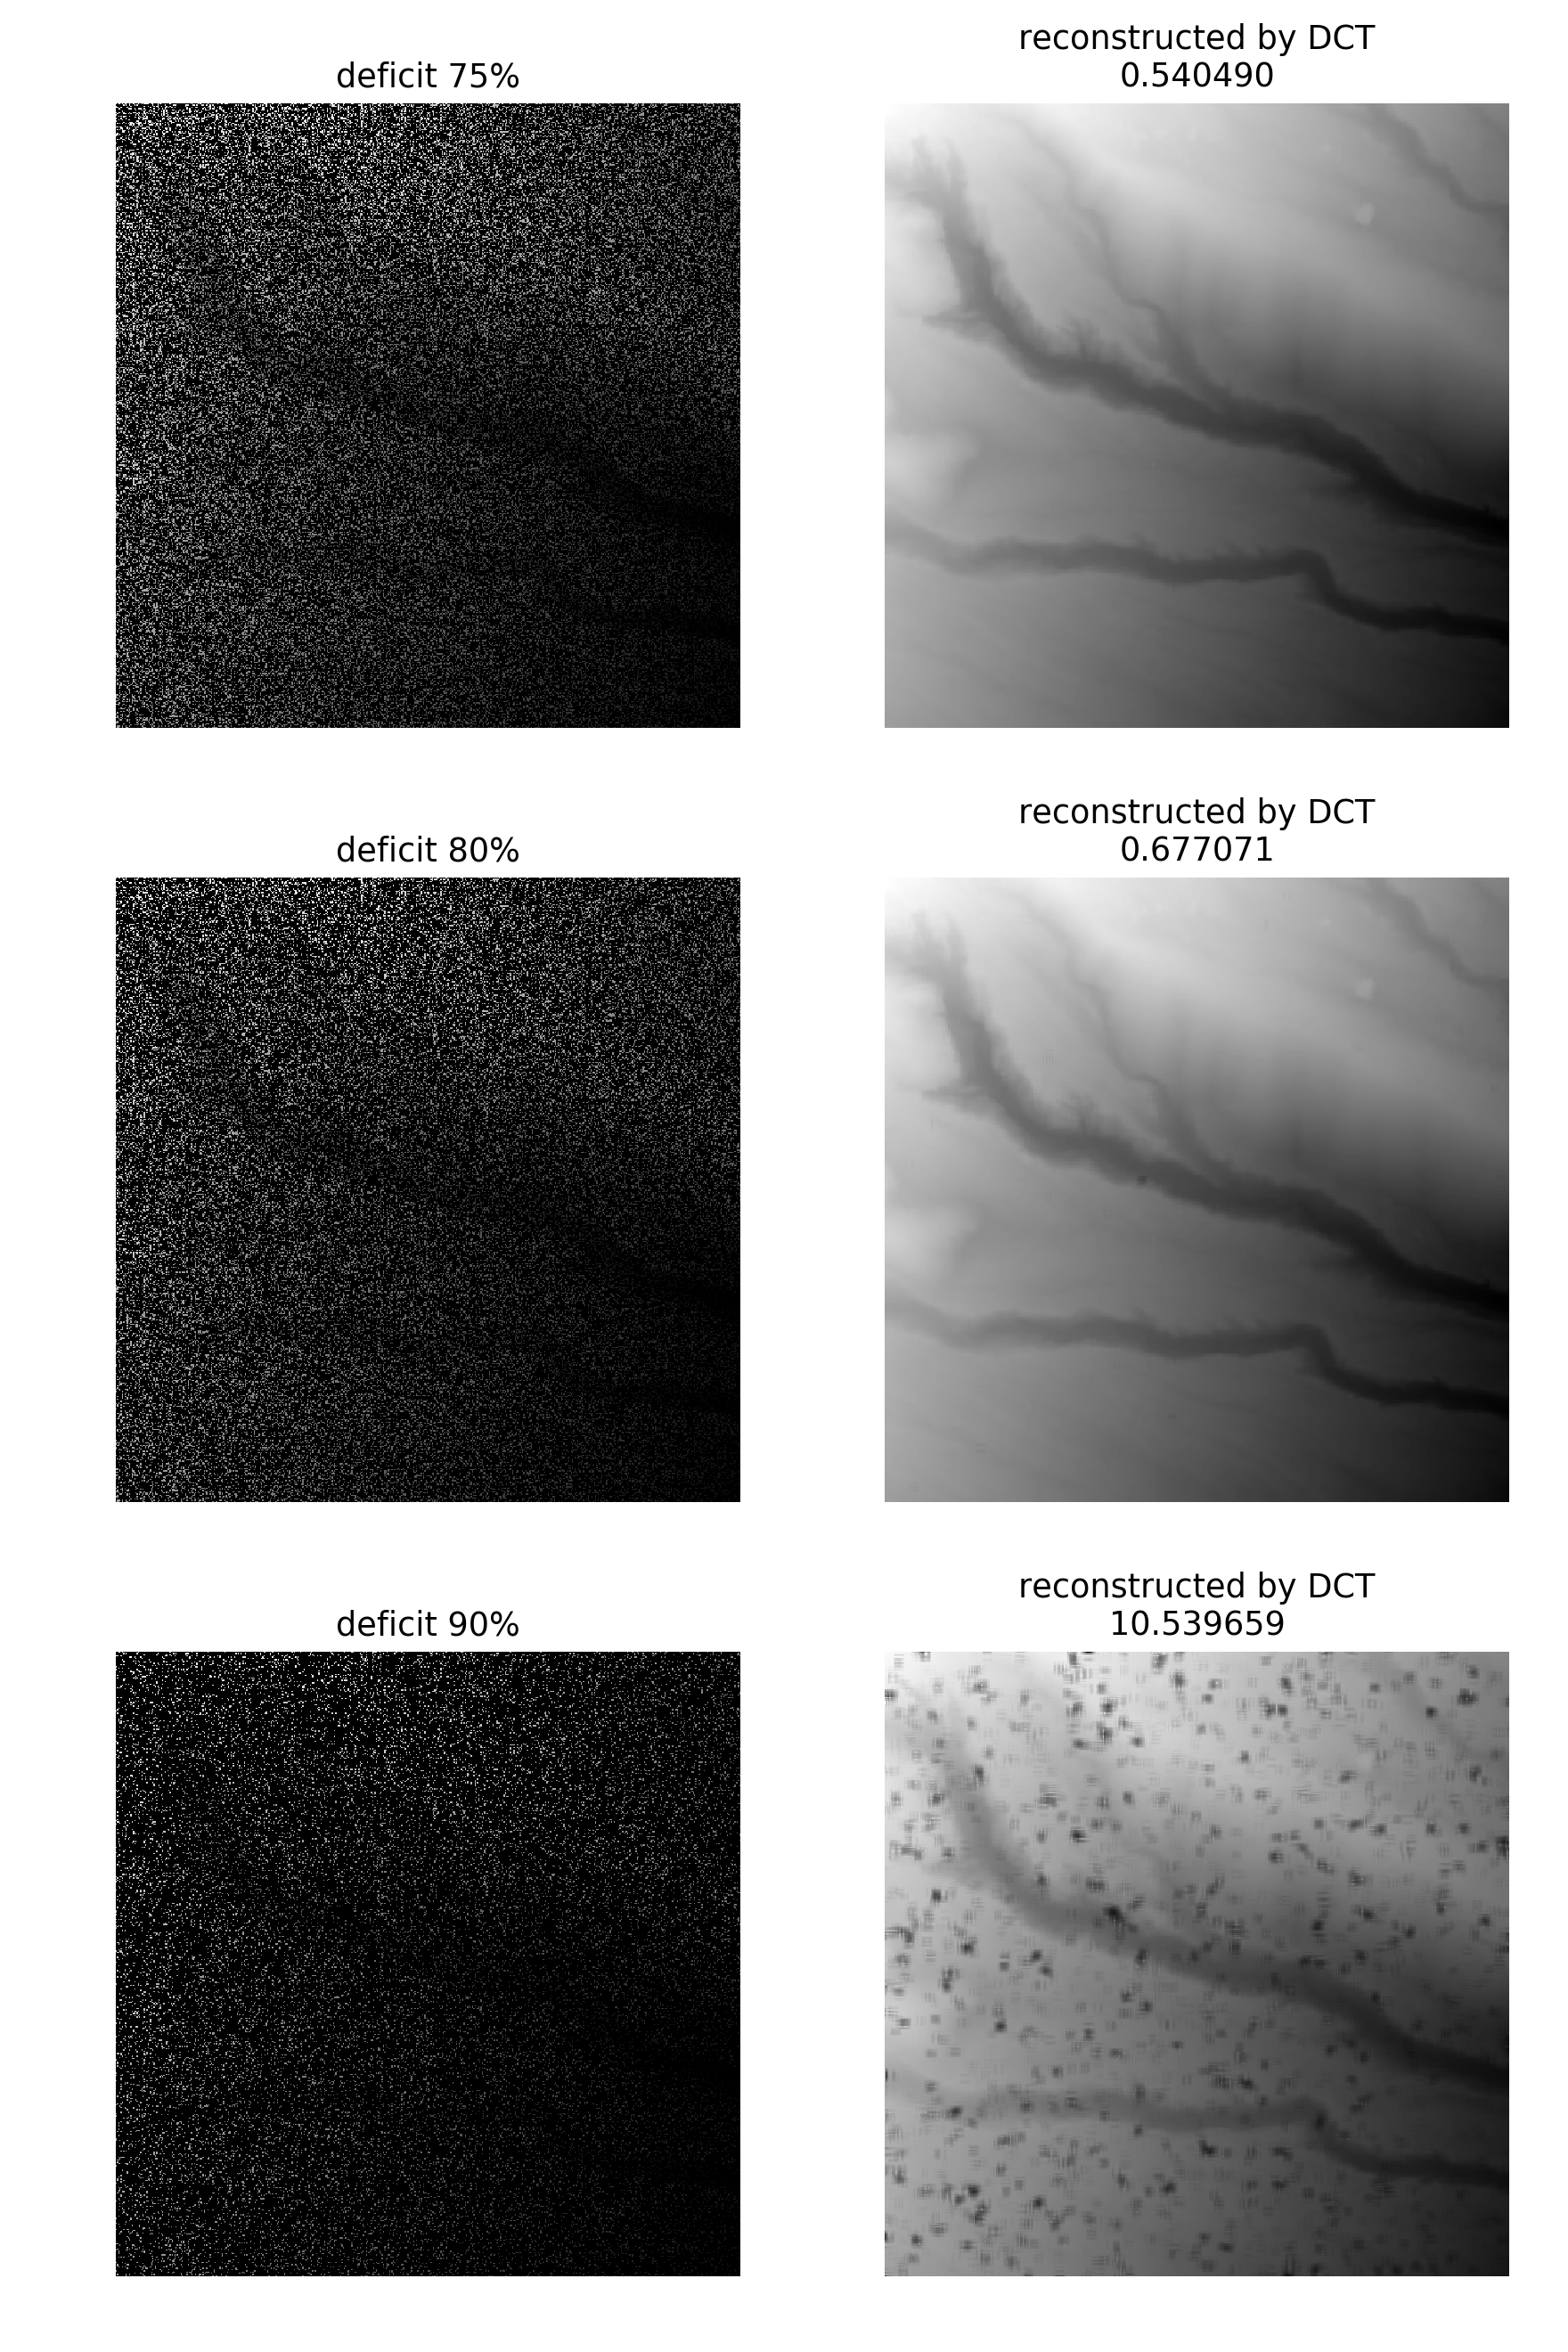 deficit 75%
reconstructed by DCT
0.540490
deficit 80%
reconstructed by DCT
0.677071
deficit 90%
reconstructed by DCT
10.539659